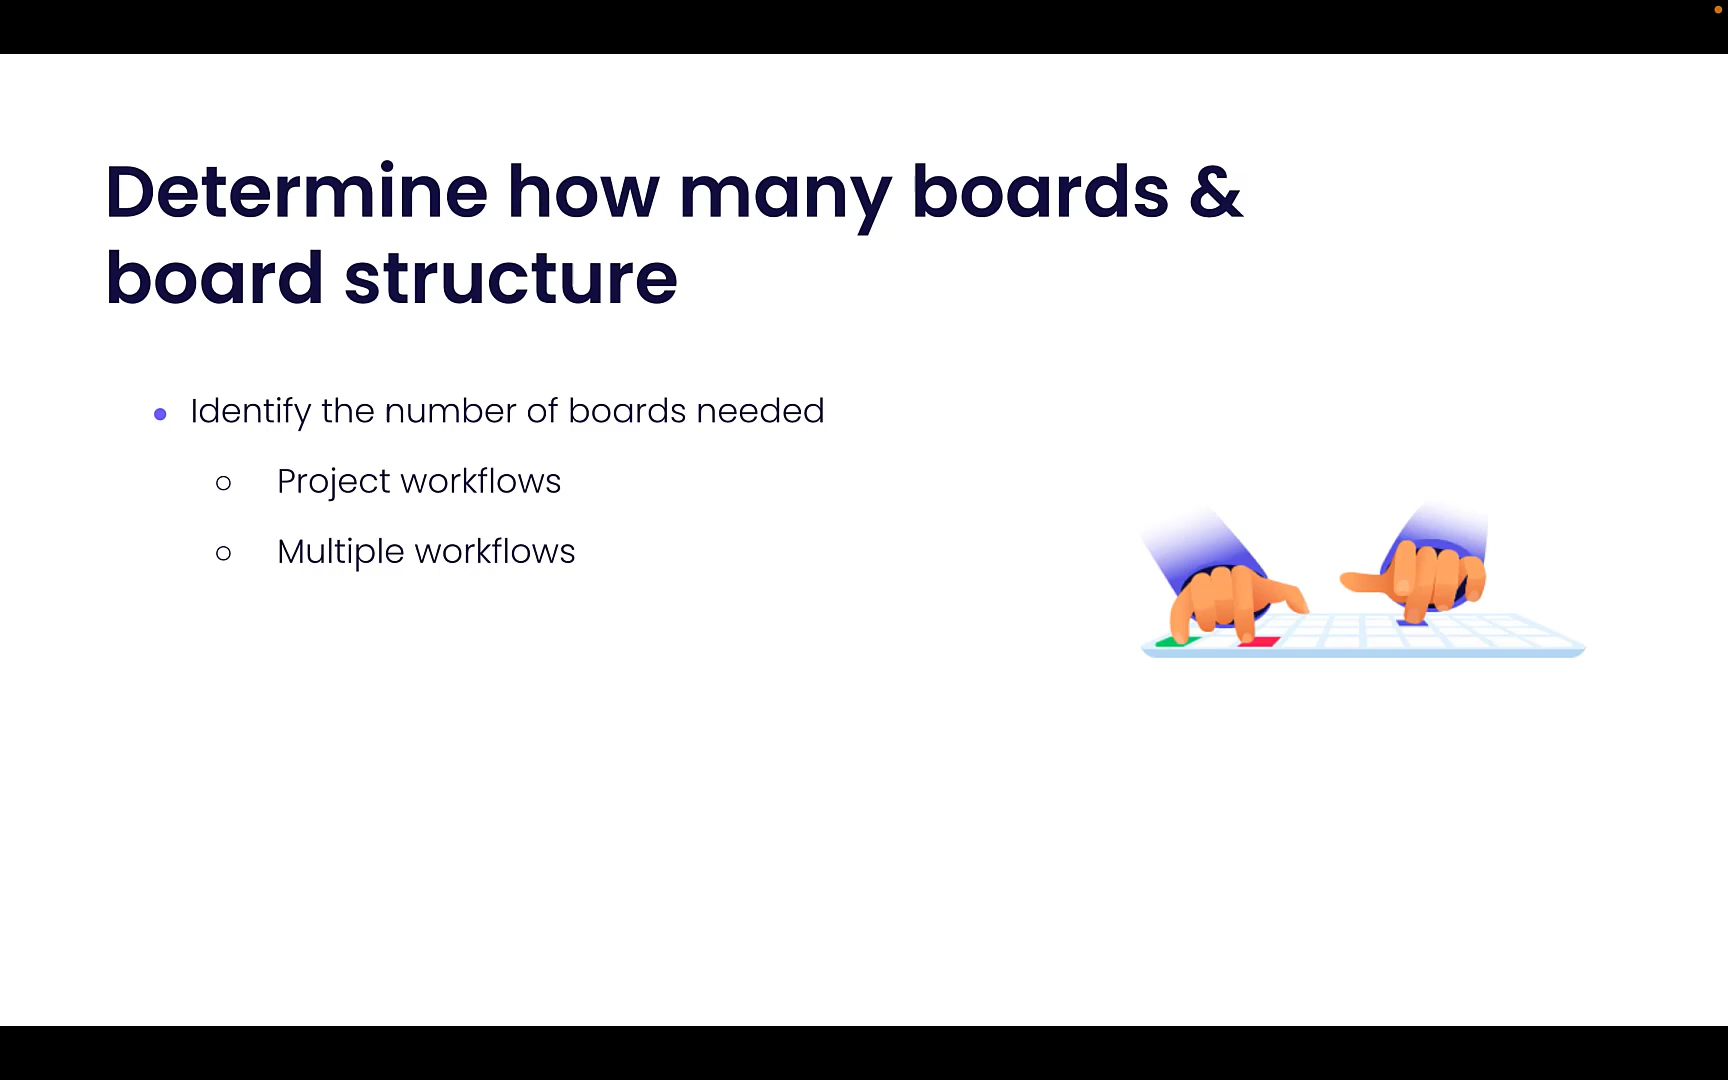 Determine how many boards &
board structure
Identify the number of boards needed
Project workflows
Multiple workflows